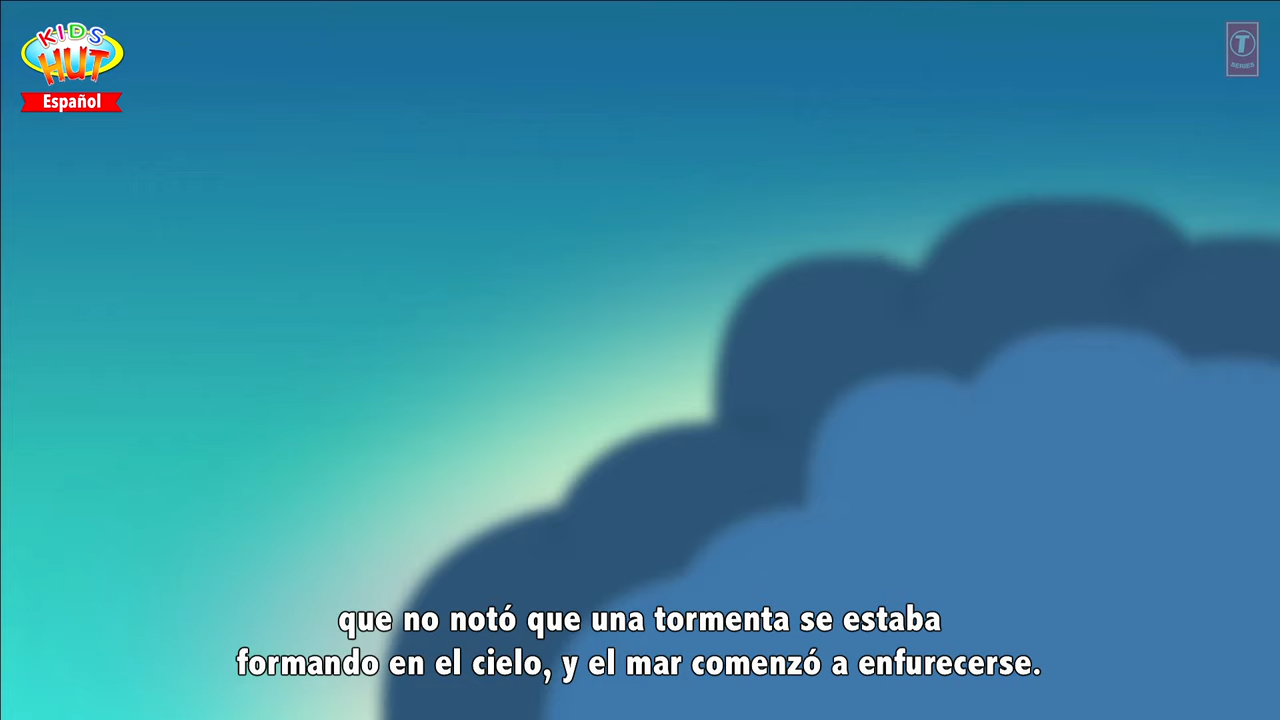 KIDS
HUT
Español
T
SERIES
que no notó que una tormenta se estaba
formando en el cielo, y el mar comenzó a enfurecerse.